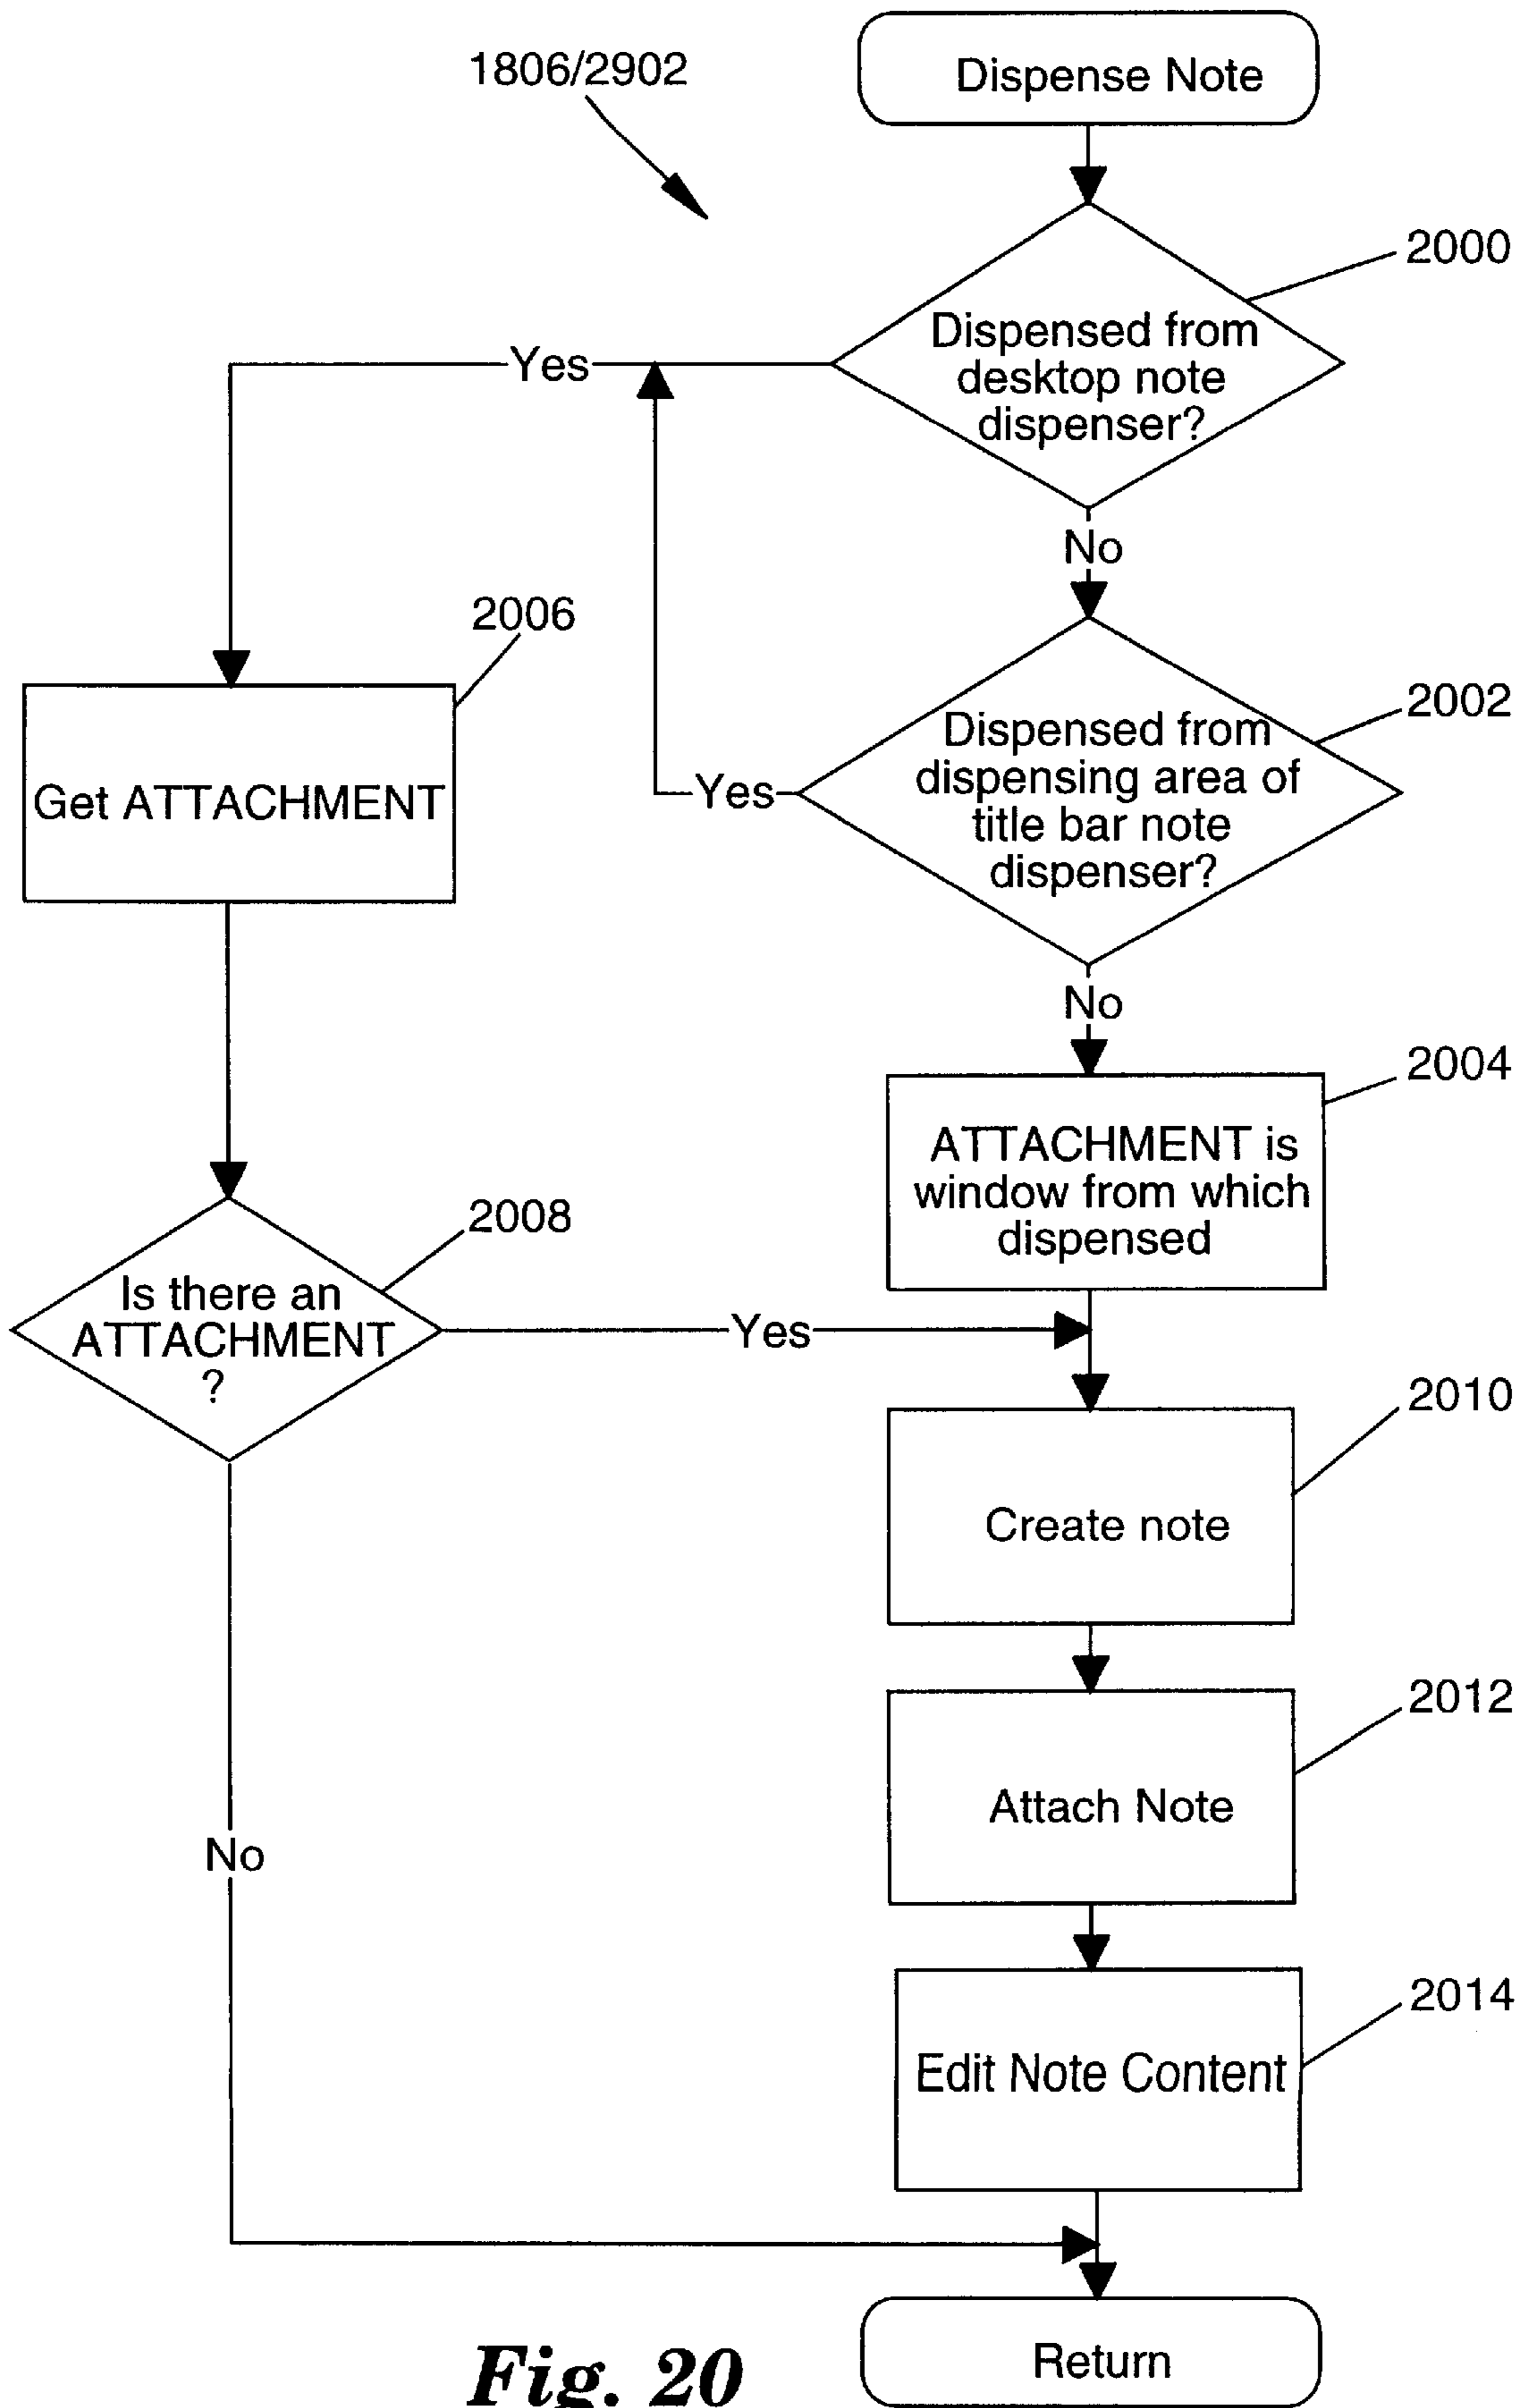 1806/2902
Dispense Note
2000
Dispensed from
desktop note
dispenser?
Yes
No
2006
2002
Dispensed from
dispensing area of
title bar note
dispenser?
Yes
Get ATTACHMENT
No
2004
ATTACHMENT is
window from which
dispensed
2008
Is there an
ATTACHMENT
?
Yes
2010
Create note
2012
Attach Note
No
2014
Edit Note Content
Return
Fig. 20